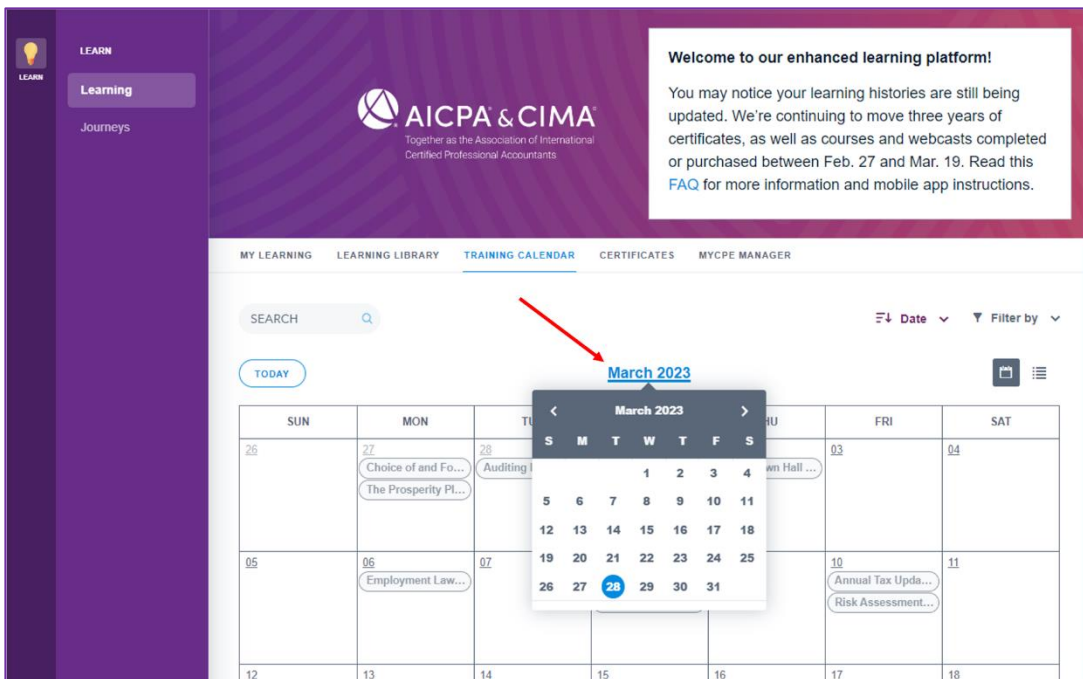 LEARN
LEARN
Learning
Journeys
AICPA & CIMA
Together as the Association of International
Certified Professional Accountants
Welcome to our enhanced learning platform!
You may notice your learning histories are still being
updated. We're continuing to move three years of
certificates, as well as courses and webcasts completed
or purchased between Feb. 27 and Mar. 19. Read this
FAQ for more information and mobile app instructions.
MY LEARNING LEARNING LIBRARY TRAINING CALENDAR CERTIFICATES MYCPE MANAGER
SEARCH Date Filter by
TODAY March 2023
SUN MON FRI SAT
March 2023
S M T W T F S
1 2 3 4
5 6 7 8 9 10 11
12 13 14 15 16 17 18
19 20 21 22 23 24 25
26 27 28 29 30 31
26 27 28 03 04
Choice of and Fo... Auditing wn Hall ...
The Prosperity Pl...
05 06 07 10 11
Employment Law... Annual Tax Upda...
Risk Assessment...
12 13 14 15 16 17 18